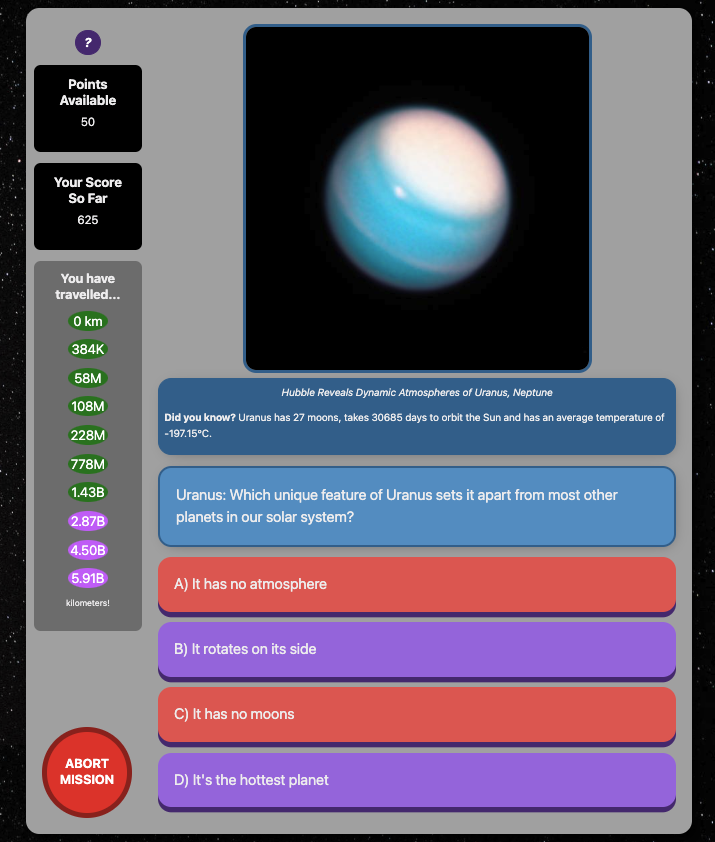 ?
Points
Available
50
Your Score
So Far
625
You have
travelled...
0 km
384K
58M
108M
228M
778M
1.43B
2.87B
4.50B
5.91B
kilometers!
ABORT
MISSION
Hubble Reveals Dynamic Atmospheres of Uranus, Neptune
Did you know? Uranus has 27 moons, takes 30685 days to orbit the Sun and has an average temperature of
-197.15°C.
Uranus: Which unique feature of Uranus sets it apart from most other
planets in our solar system?
A) It has no atmosphere
B) It rotates on its side
C) It has no moons
D) It's the hottest planet